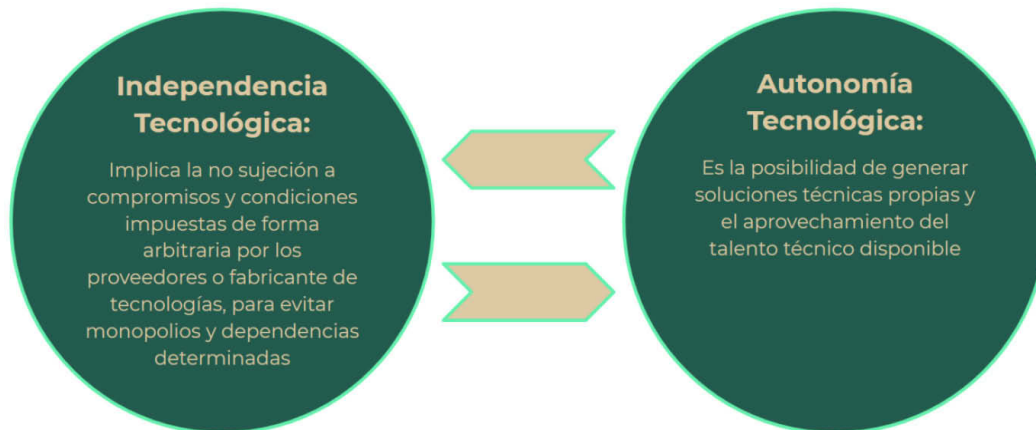 Independencia
Tecnológica:
Implica la no sujeción a
compromisos y condiciones
impuestas de forma
arbitraria por los
proveedores o fabricante de
tecnologías, para evitar
monopolios y dependencias
determinadas
Autonomía
Tecnológica:
Es la posibilidad de generar
soluciones técnicas propias y
el aprovechamiento del
talento técnico disponible